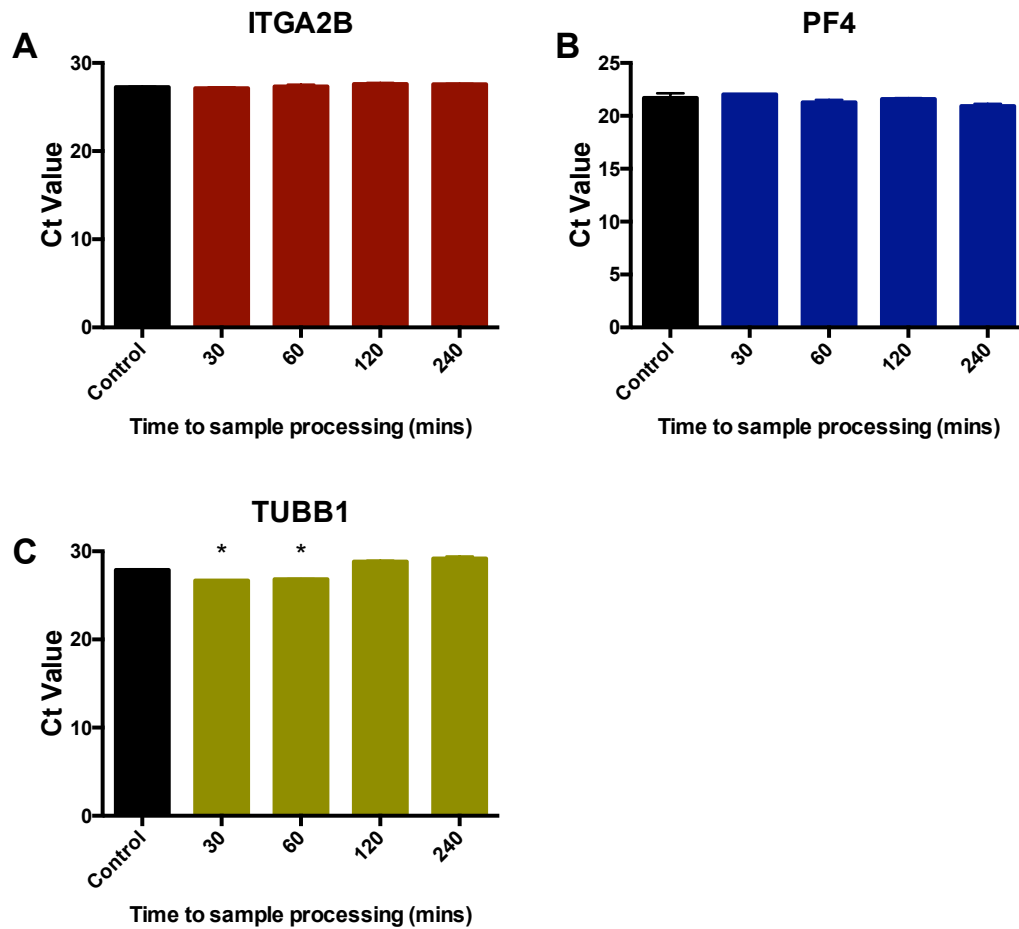 ITGA2B
A
30
20
10
0
Ct Value
Control
30
60
120
240
Time to sample processing (mins)
PF4
B
25
20
15
10
5
0
Ct Value
Control
30
60
120
240
Time to sample processing (mins)
TUBB1
C
* *
30
20
10
0
Ct Value
Control
30
60
120
240
Time to sample processing (mins)